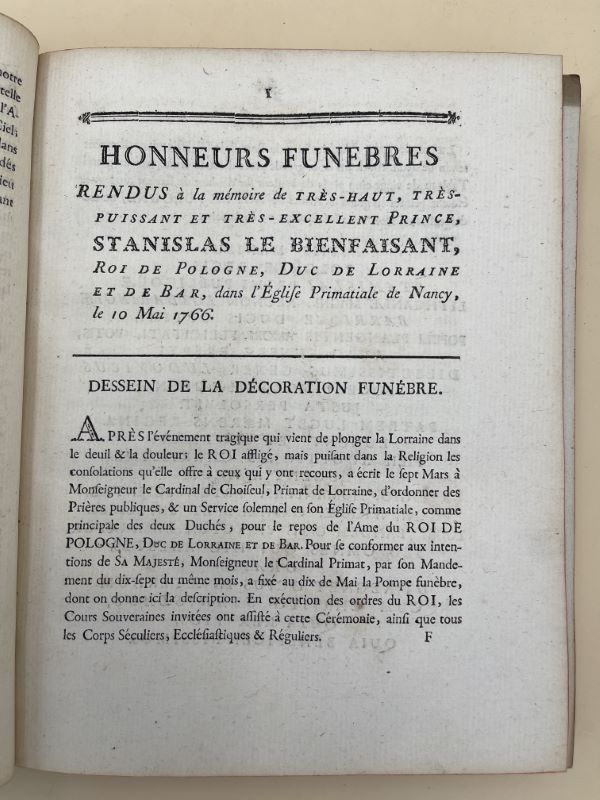 notre
telle
l'A-
Ciel;
dans
dés
ieu
ant
I
HONNEURS FUNEBRES
RENDUS à la mémoire de TRÈS-HAUT, TRÈS-
PUISSANT ET TRÈS-EXCELLENT PRINCE,
STANISLAS LE BIENFAISANT,
ROI DE POLOGNE, DUC DE LORRAINE
ET DE BAR, dans l'Égliſe Primatiale de Nancy,
le 10 Mai 1766.
DESSEIN DE LA DÉCORATION FUNÉBRE.
APRÈS l'événement tragique qui vient de plonger la Lorraine dans
le deuil & la douleur; le ROI affligé, mais puiſant dans la Religion les
conſolations qu'elle offre à ceux qui y ont recours, a écrit le ſept Mars à
Monſeigneur le Cardinal de Choiſeul, Primat de Lorraine, d'ordonner des
Prières publiques, & un Service ſolemnel en ſon Égliſe Primatiale, comme
principale des deux Duchés, pour le repos de l'Ame du ROI DE
POLOGNE, DUC DE LORRAINE ET DE BAR. Pour ſe conformer aux inten-
tions de SA MAJESTÉ, Monſeigneur le Cardinal Primat, par ſon Mande-
ment du dix-ſept du même mois, a fixé au dix de Mai la Pompe funèbre,
dont on donne ici la deſcription. En exécution des ordres du ROI, les
Cours Souveraines invitées ont aſſiſté à cette Cérémonie, ainſi que tous
les Corps Séculiers, Eccléſiaſtiques & Réguliers. F